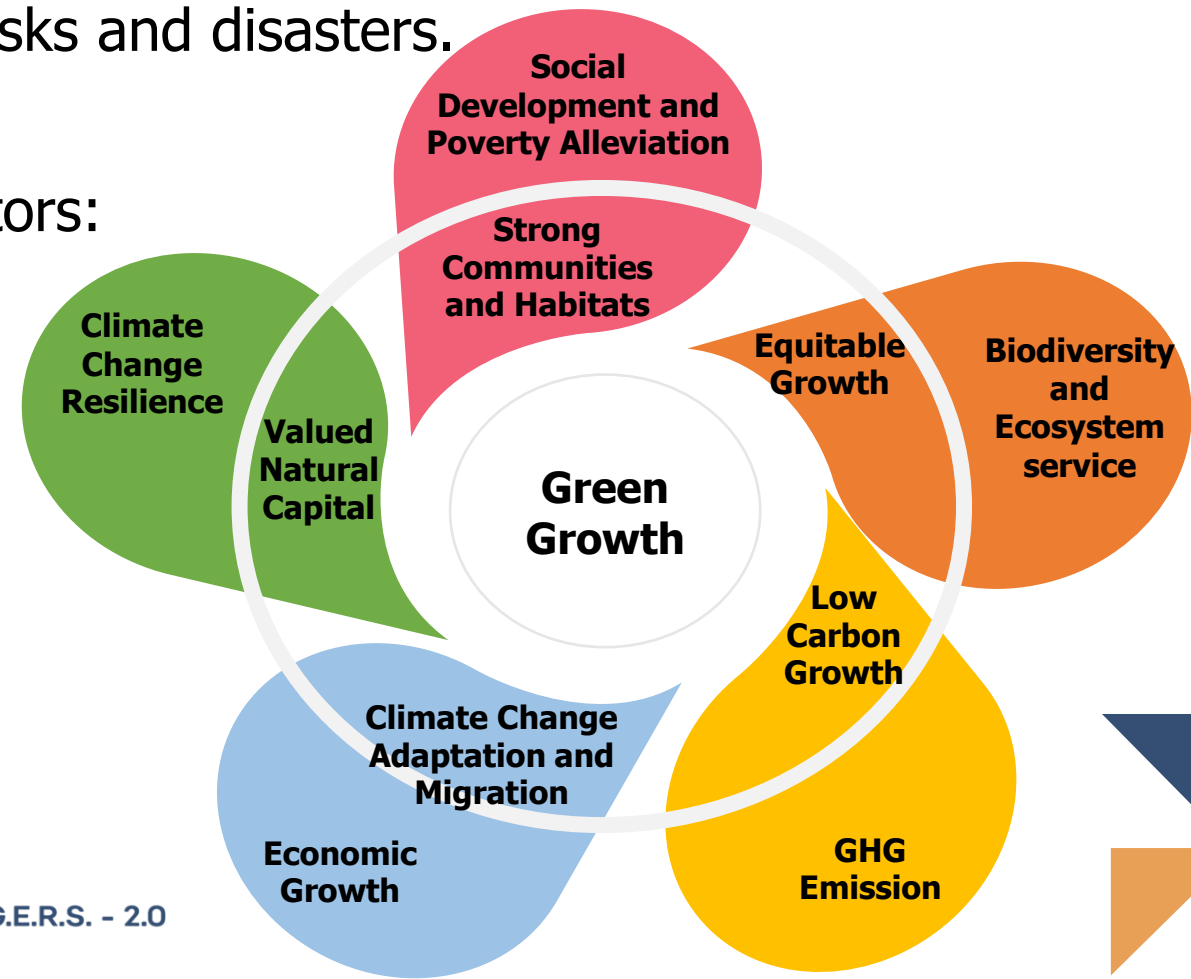 sks and disasters.
tors:
Social
Development and
Poverty Alleviation
Strong
Communities
and Habitats
Climate
Change
Resilience
Valued
Natural
Capital
Equitable
Growth
Biodiversity
and
Ecosystem
service
Green
Growth
Low
Carbon
Growth
Climate Change
Adaptation and
Migration
Economic
Growth
GHG
Emission
G.E.R.S. - 2.0